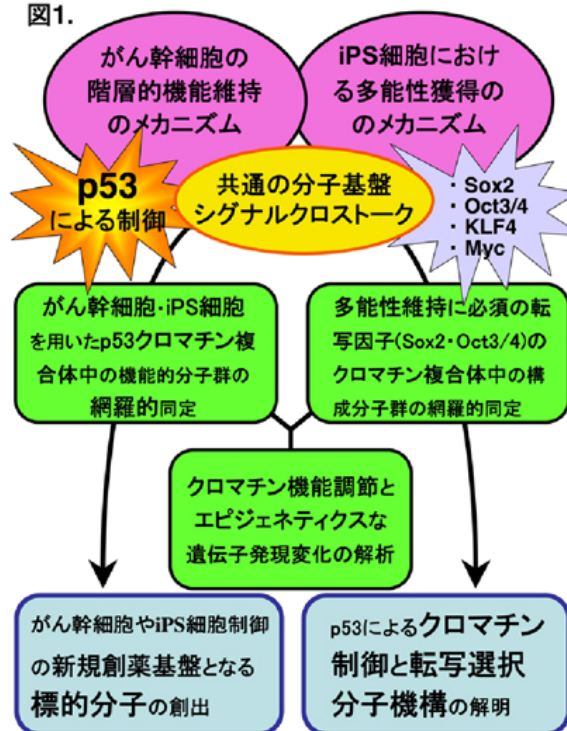 図1.
がん幹細胞の
階層的機能維持
のメカニズム
iPS細胞におけ
る多能性獲得の
のメカニズム
p53
による制御
共通の分子基盤
シグナルクロストーク
・Sox2
・Oct3/4
・KLF4
・Myc
がん幹細胞・iPS細胞
を用いたp53クロマチン複
合体中の機能的分子群の
網羅的同定
多能性維持に必須の転
写因子(Sox2・Oct3/4)の
クロマチン複合体中の構
成分子群の網羅的同定
クロマチン機能調節と
エピジェネティクスな
遺伝子発現変化の解析
がん幹細胞やiPS細胞制御
の新規創薬基盤となる
標的分子の創出
p53によるクロマチン
制御と転写選択
分子機構の解明